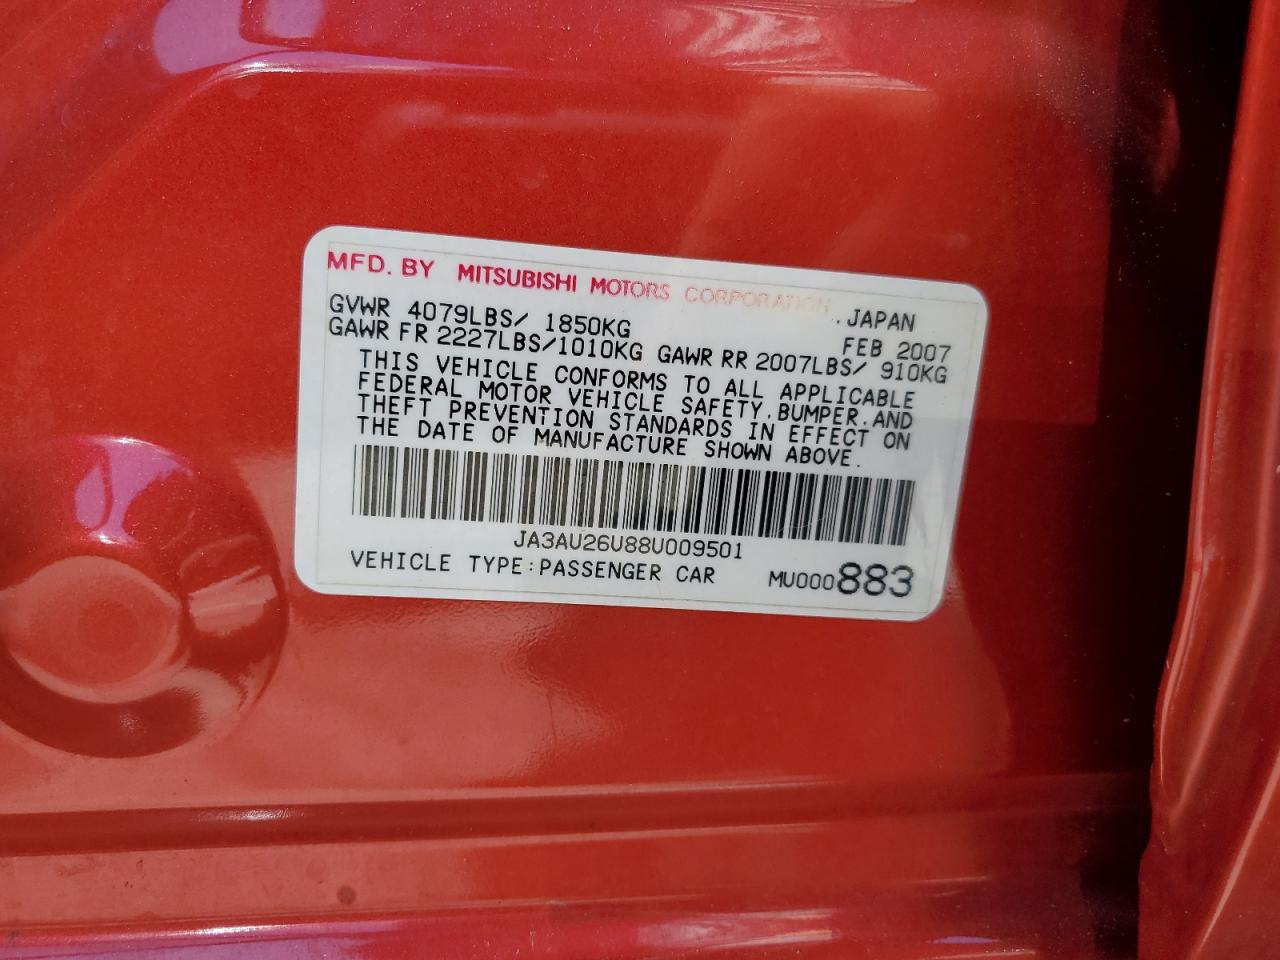 MFD. BY MITSUBISHI MOTORS CORPORATION, JAPAN
GVWR 4079LBS/ 1850KG FEB 2007
GAWR FR 2227LBS/1010KG GAWR RR 2007LBS/ 910KG
THIS VEHICLE CONFORMS TO ALL APPLICABLE
FEDERAL MOTOR VEHICLE SAFETY, BUMPER, AND
THEFT PREVENTION STANDARDS IN EFFECT ON
THE DATE OF MANUFACTURE SHOWN ABOVE.
JA3AU26U88U009501
VEHICLE TYPE:PASSENGER CAR MU000883